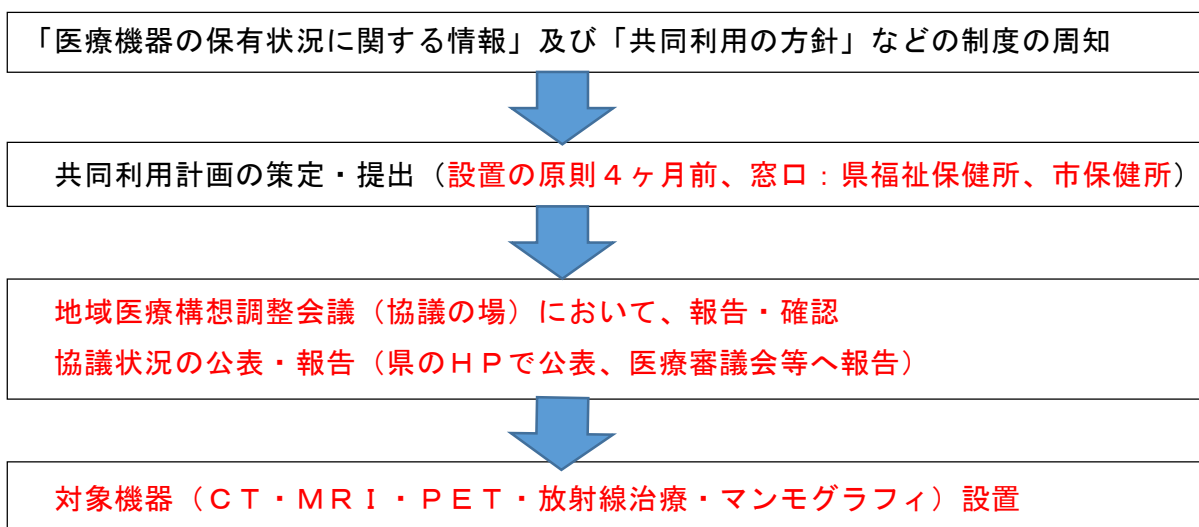 「医療機器の保有状況に関する情報」及び「共同利用の方針」などの制度の周知
共同利用計画の策定・提出（設置の原則４ヶ月前、窓口：県福祉保健所、市保健所）
地域医療構想調整会議（協議の場）において、報告・確認
協議状況の公表・報告（県のＨＰで公表、医療審議会等へ報告）
対象機器（ＣＴ・ＭＲＩ・ＰＥＴ・放射線治療・マンモグラフィ）設置